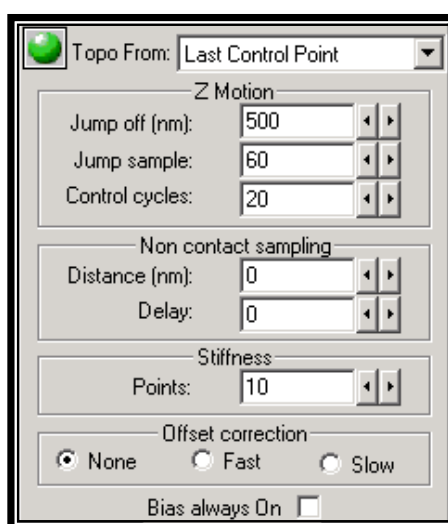 Topo From: Last Control Point
Z Motion
Jump off (nm): 500
Jump sample: 60
Control cycles: 20
Non contact sampling
Distance (nm): 0
Delay: 0
Stiffness
Points: 10
Offset correction
None Fast Slow
Bias always On